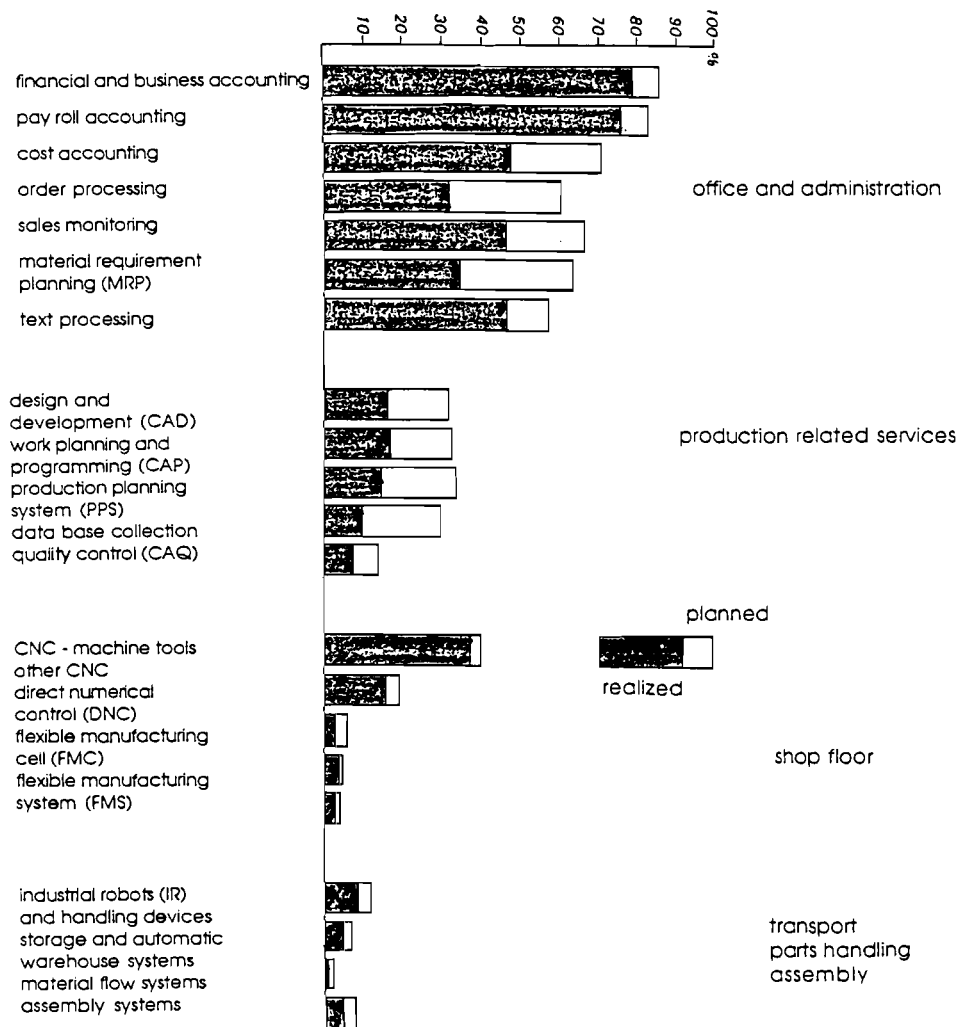 10
20
30
40
50
60
70
80
90
100
%
financial and business accounting
pay roll accounting
cost accounting
order processing
sales monitoring
material requirement
planning (MRP)
text processing
office and administration
design and
development (CAD)
work planning and
programming (CAP)
production planning
system (PPS)
data base collection
quality control (CAQ)
production related services
planned
realized
CNC - machine tools
other CNC
direct numerical
control (DNC)
flexible manufacturing
cell (FMC)
flexible manufacturing
system (FMS)
shop floor
industrial robots (IR)
and handling devices
storage and automatic
warehouse systems
material flow systems
assembly systems
transport
parts handling
assembly